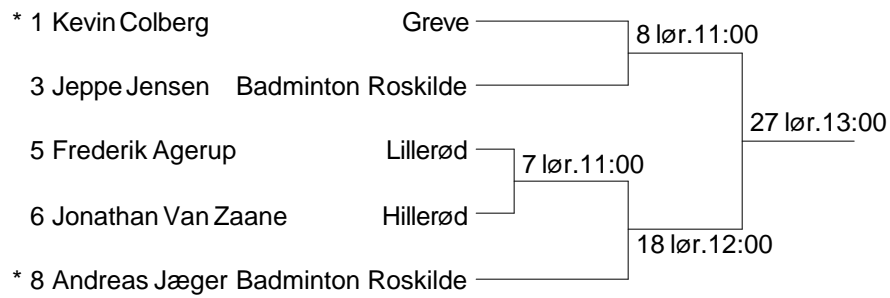 * 1 Kevin Colberg Greve
8 lør.11:00
3 Jeppe Jensen Badminton Roskilde
27 lør.13:00
5 Frederik Agerup Lillerød
7 lør.11:00
6 Jonathan Van Zaane Hillerød
18 lør.12:00
* 8 Andreas Jæger Badminton Roskilde